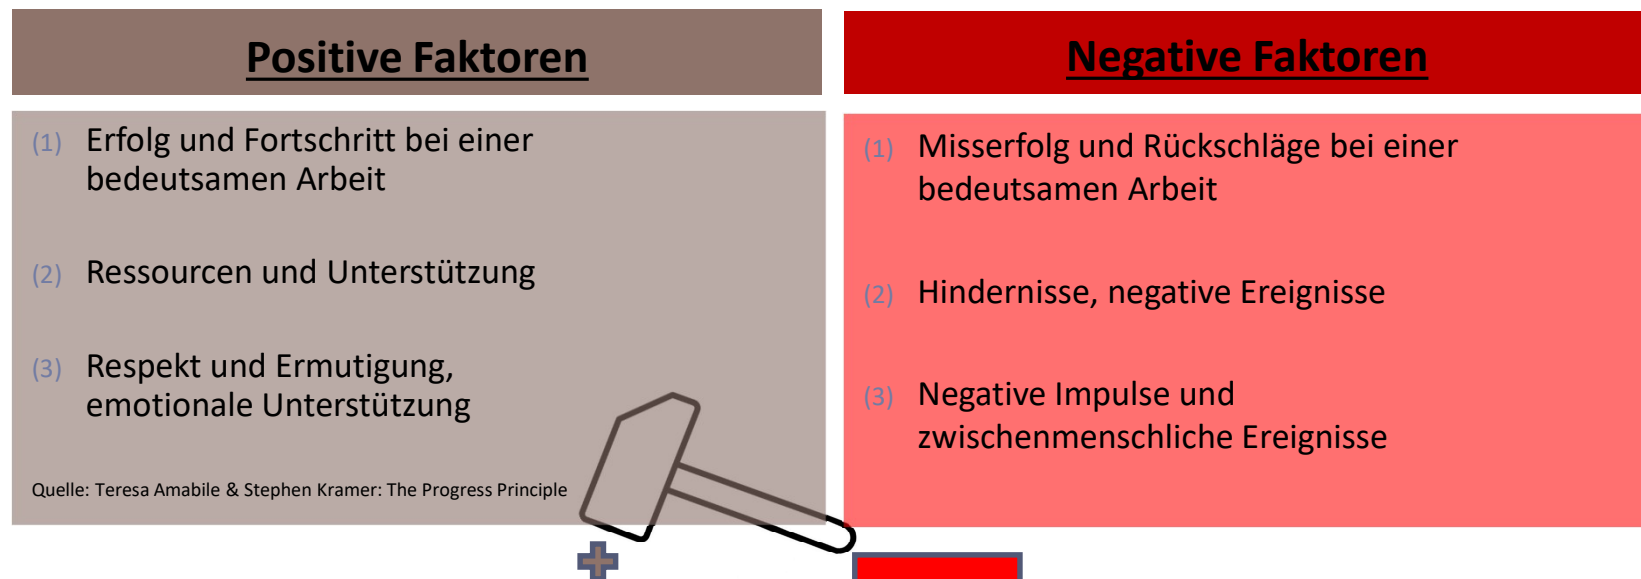 Positive Faktoren
(1) Erfolg und Fortschritt bei einer
bedeutsamen Arbeit
(2) Ressourcen und Unterstützung
(3) Respekt und Ermutigung,
emotionale Unterstützung
Quelle: Teresa Amabile & Stephen Kramer: The Progress Principle
Negative Faktoren
(1) Misserfolg und Rückschläge bei einer
bedeutsamen Arbeit
(2) Hindernisse, negative Ereignisse
(3) Negative Impulse und
zwischenmenschliche Ereignisse